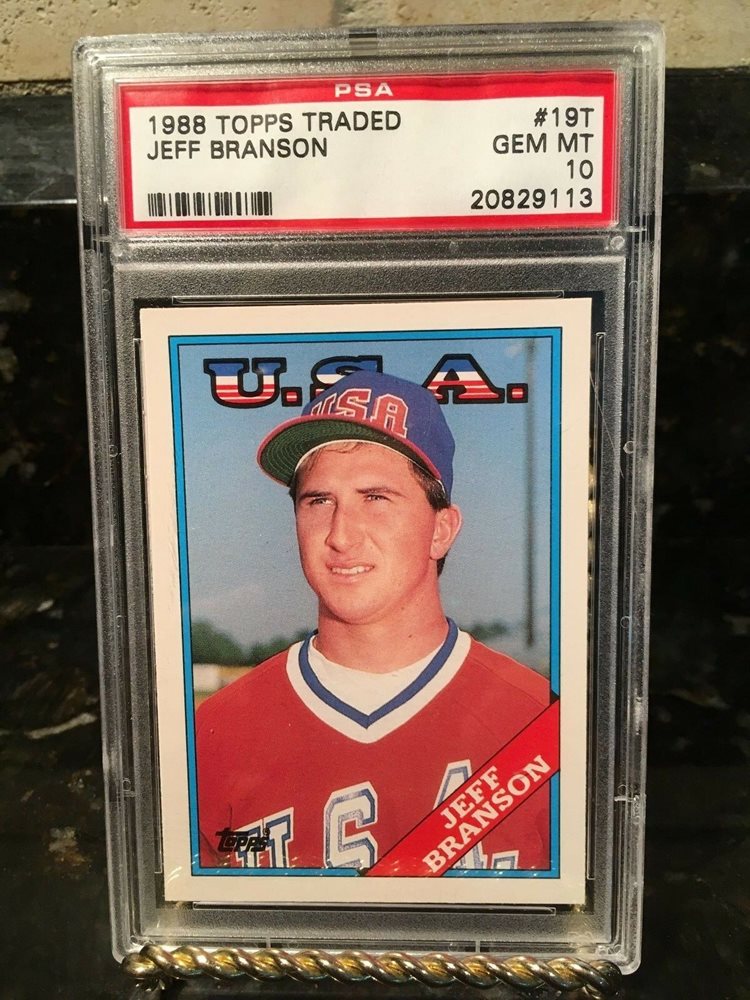 PSA
1988 TOPPS TRADED #19T
JEFF BRANSON GEM MT
10
20829113
U.S.A.
USA
U.S.A.
JEFF
BRANSON
TOPPS